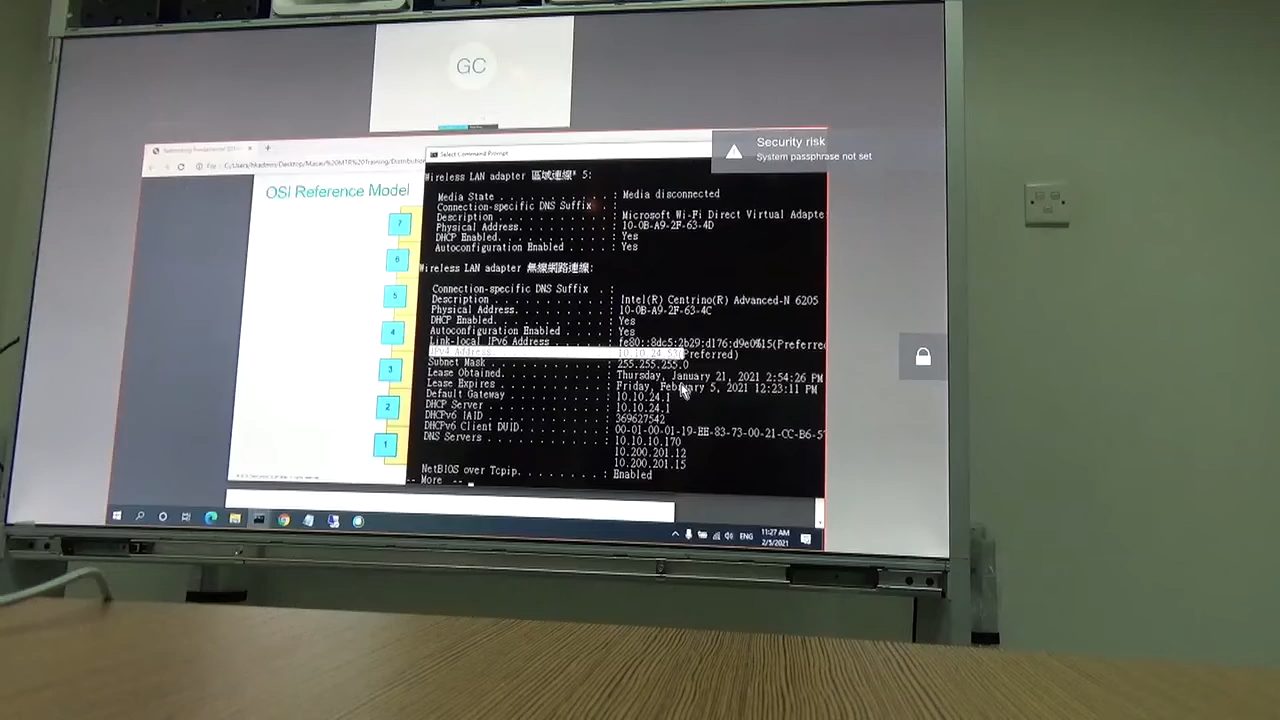 GC
Security risk
System passphrase not set
Select Command Prompt
OSI Reference Model
7
6
5
4
3
2
1
Wireless LAN adapter 區域連線* 5:
Media State . . . . . . . . . . . : Media disconnected
Connection-specific DNS Suffix . :
Description . . . . . . . . . . . : Microsoft Wi-Fi Direct Virtual Adapte
Physical Address. . . . . . . . . : 10-0B-A9-2F-63-4D
DHCP Enabled. . . . . . . . . . . : Yes
Autoconfiguration Enabled . . . . : Yes
Wireless LAN adapter 無線網路連線:
Connection-specific DNS Suffix . :
Description . . . . . . . . . . . : Intel(R) Centrino(R) Advanced-N 6205
Physical Address. . . . . . . . . : 10-0B-A9-2F-63-4C
DHCP Enabled. . . . . . . . . . . : Yes
Autoconfiguration Enabled . . . . : Yes
Link-local IPv6 Address . . . . . : fe80::8dc5:2b29:d176:d9e0%15(Preferre
IPv4 Address. . . . . . . . . . . : 10.10.24.53(Preferred)
Subnet Mask . . . . . . . . . . . : 255.255.255.0
Lease Obtained. . . . . . . . . . : Thursday, January 21, 2021 2:54:26 PM
Lease Expires . . . . . . . . . . : Friday, February 5, 2021 12:23:11 PM
Default Gateway . . . . . . . . . : 10.10.24.1
DHCP Server . . . . . . . . . . . : 10.10.24.1
DHCPv6 IAID . . . . . . . . . . . : 369627542
DHCPv6 Client DUID. . . . . . . . : 00-01-00-01-19-EE-83-73-00-21-CC-B6-5
DNS Servers . . . . . . . . . . . : 10.10.10.170
10.200.201.12
10.200.201.15
NetBIOS over Tcpip. . . . . . . . : Enabled
-- More --
ENG
11:27 AM
2/5/2021